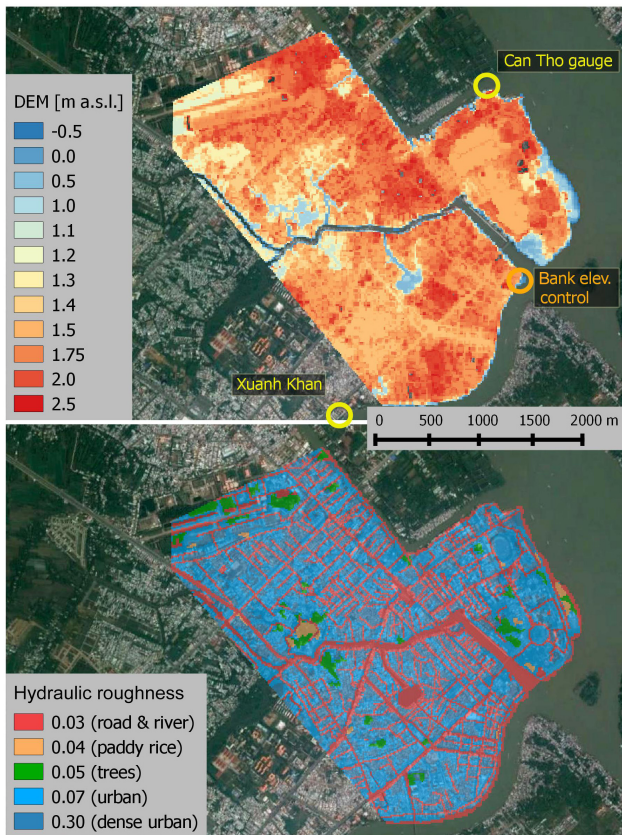 Can Tho gauge
DEM [m a.s.l.]
-0.5
0.0
0.5
1.0
1.1
1.2
1.3
1.4
1.5
1.75
2.0
2.5
Bank elev.
control
Xuanh Khan
0 500 1000 1500 2000 m
Hydraulic roughness
0.03 (road & river)
0.04 (paddy rice)
0.05 (trees)
0.07 (urban)
0.30 (dense urban)